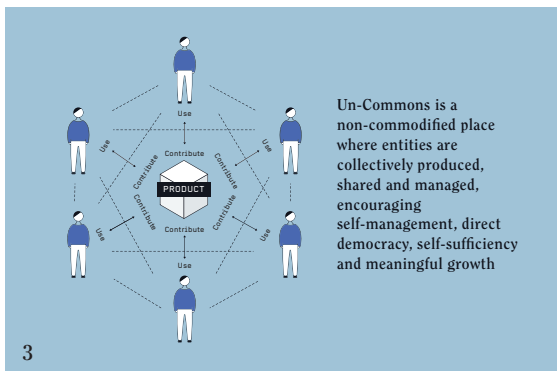 Use
Contribute
Use
Contribute
Contribute
Use
PRODUCT
Use
Contribute
Contribute
Use
Contribute
Use
Un-Commons is a
non-commodified place
where entities are
collectively produced,
shared and managed,
encouraging
self-management, direct
democracy, self-sufficiency
and meaningful growth
3